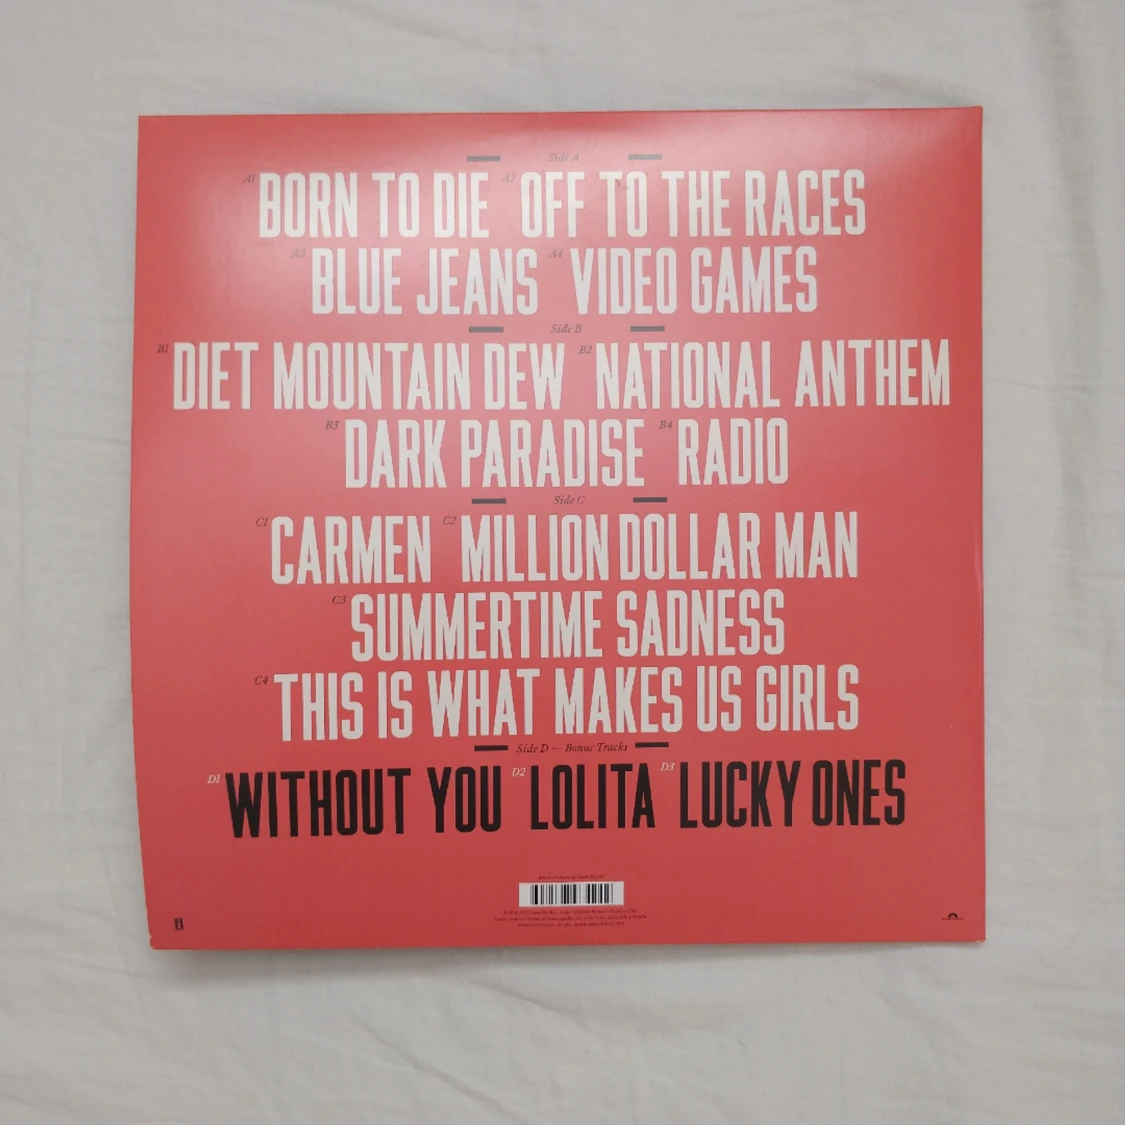 Side A
A1 BORN TO DIE A2 OFF TO THE RACES
A3 BLUE JEANS A4 VIDEO GAMES
Side B
B1 DIET MOUNTAIN DEW B2 NATIONAL ANTHEM
B3 DARK PARADISE B4 RADIO
Side C
C1 CARMEN C2 MILLION DOLLAR MAN
C3 SUMMERTIME SADNESS
C4 THIS IS WHAT MAKES US GIRLS
Side D — Bonus Tracks
D1 WITHOUT YOU D2 LOLITA D3 LUCKY ONES